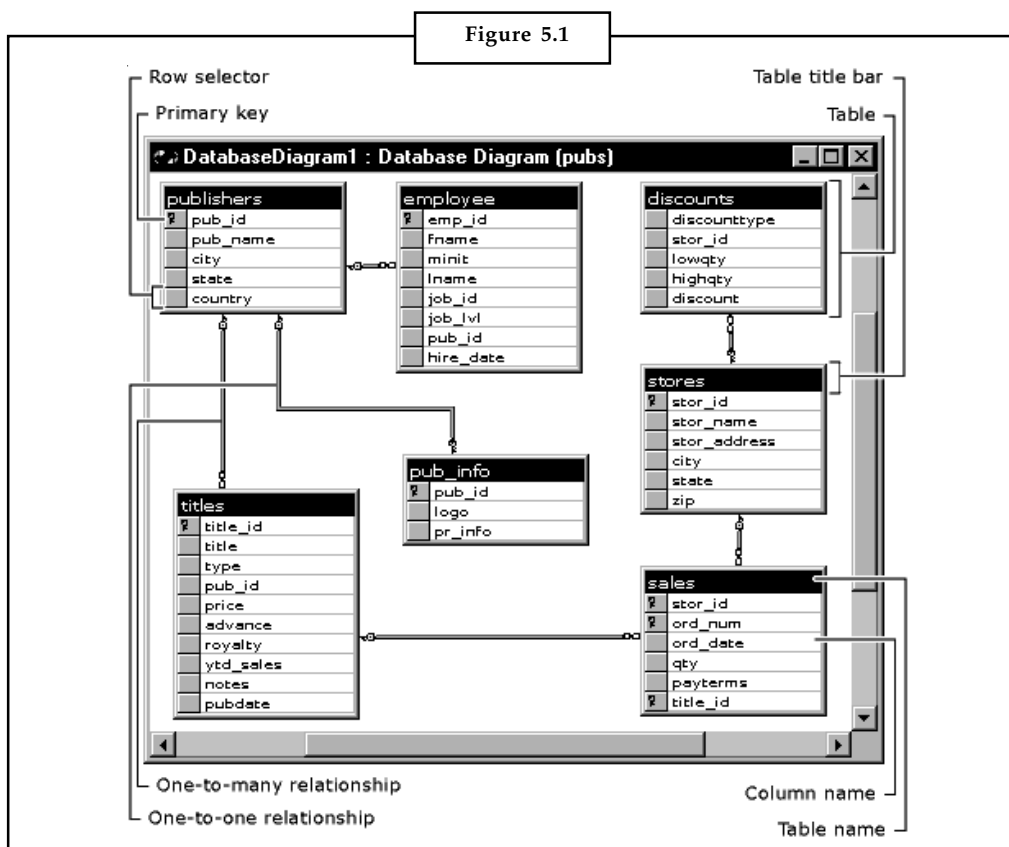 Figure 5.1
Row selector
Primary key
Table title bar
Table
DatabaseDiagram1 : Database Diagram (pubs)
publishers
pub_id
pub_name
city
state
country
employee
emp_id
fname
minit
lname
job_id
job_lvl
pub_id
hire_date
discounts
discounttype
stor_id
lowqty
highqty
discount
stores
stor_id
stor_name
stor_address
city
state
zip
pub_info
pub_id
logo
pr_info
titles
title_id
title
type
pub_id
price
advance
royalty
ytd_sales
notes
pubdate
sales
stor_id
ord_num
ord_date
qty
payterms
title_id
One-to-many relationship
One-to-one relationship
Column name
Table name